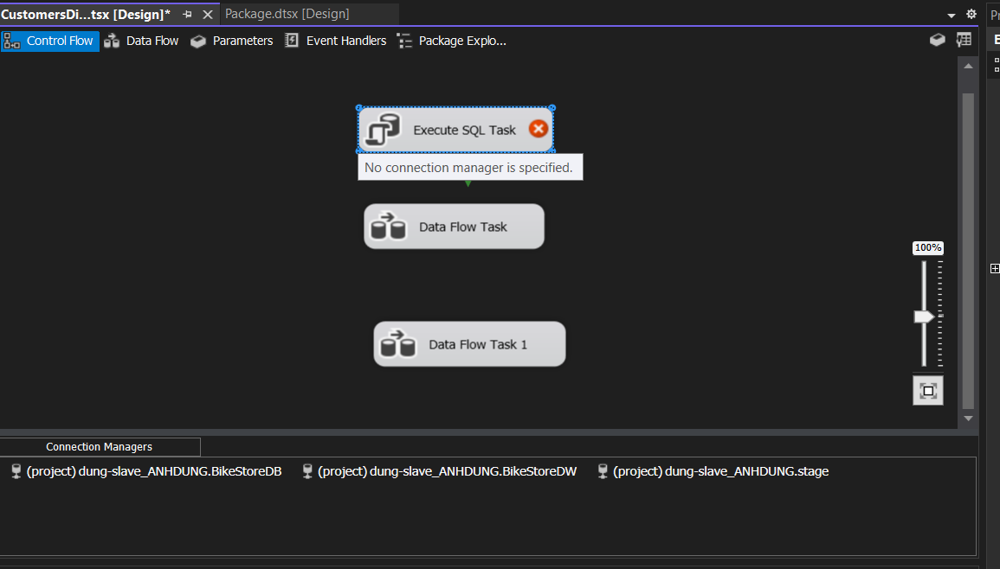 CustomersDi...tsx [Design]*
Package.dtsx [Design]
Control Flow
Data Flow
Parameters
Event Handlers
Package Explo...
Execute SQL Task
No connection manager is specified.
Data Flow Task
100%
Data Flow Task 1
Connection Managers
(project) dung-slave_ANHDUNG.BikeStoreDB
(project) dung-slave_ANHDUNG.BikeStoreDW
(project) dung-slave_ANHDUNG.stage